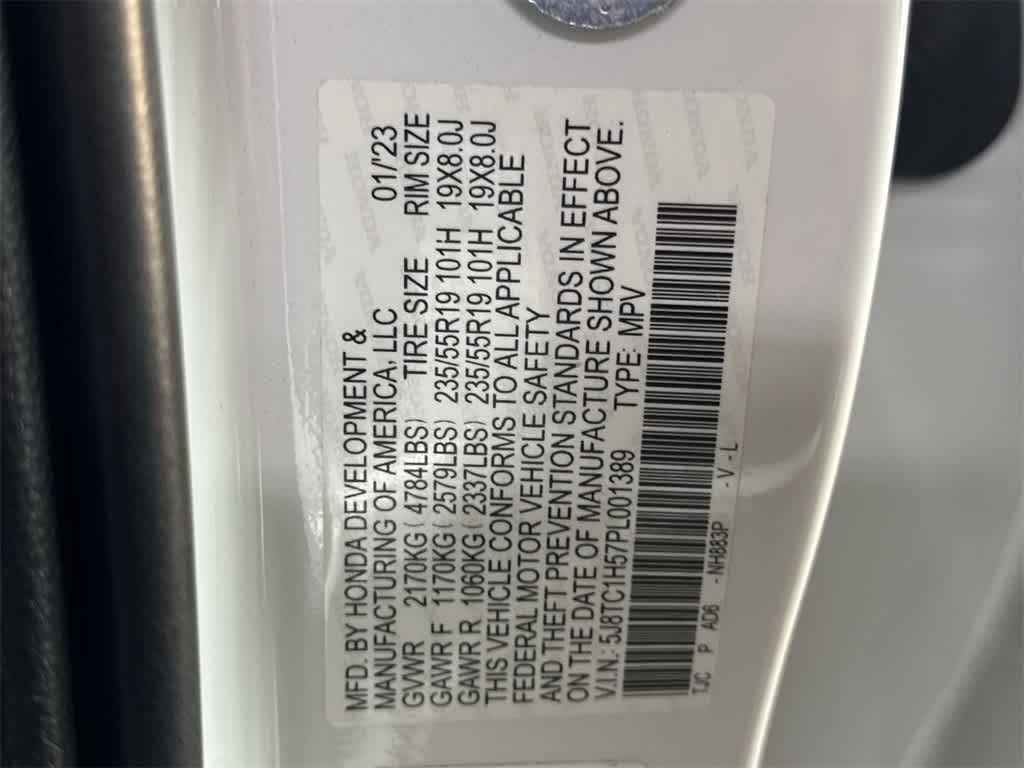 MFD. BY HONDA DEVELOPMENT &
MANUFACTURING OF AMERICA, LLC 01/'23
GVWR 2170KG ( 4784LBS) TIRE SIZE RIM SIZE
GAWR F 1170KG ( 2579LBS) 235/55R19 101H 19X8.0J
GAWR R 1060KG ( 2337LBS) 235/55R19 101H 19X8.0J
THIS VEHICLE CONFORMS TO ALL APPLICABLE
FEDERAL MOTOR VEHICLE SAFETY
AND THEFT PREVENTION STANDARDS IN EFFECT
ON THE DATE OF MANUFACTURE SHOWN ABOVE.
V.I.N.: 5J8TC1H57PL001389 TYPE: MPV
TJC P AD6 - NH883P - V - L